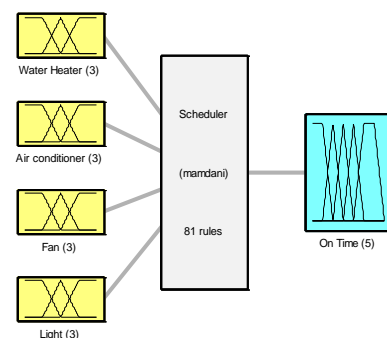 Water Heater (3)
Air conditioner (3)
Fan (3)
Light (3)
Scheduler
(mamdani)
81 rules
On Time (5)